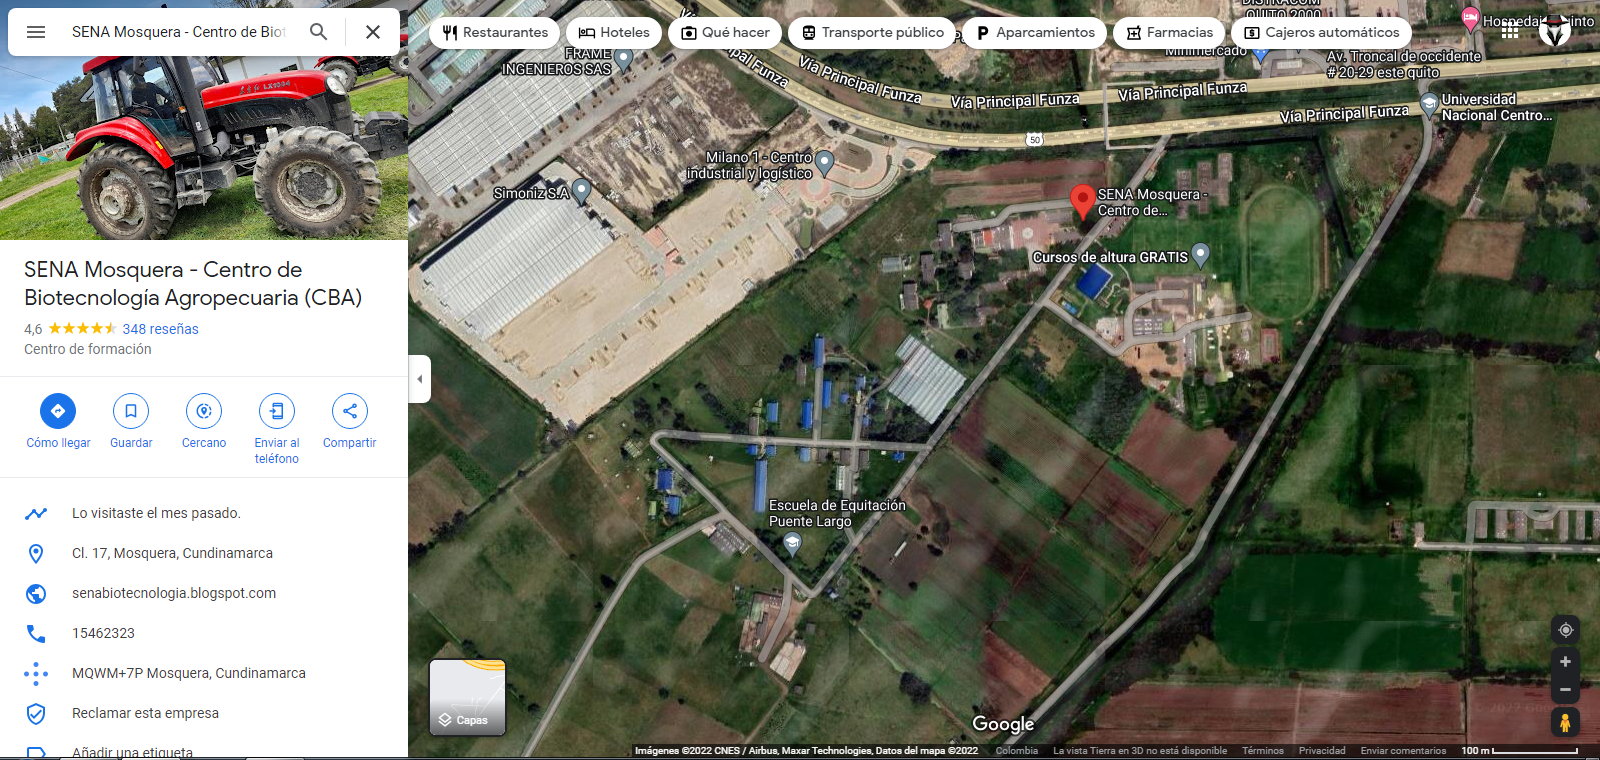 SENA Mosquera - Centro de Biot
Restaurantes
Hoteles
Qué hacer
Transporte público
Aparcamientos
Farmacias
Cajeros automáticos
SENA Mosquera - Centro de
Biotecnología Agropecuaria (CBA)
4,6 348 reseñas
Centro de formación
Cómo llegar
Guardar
Cercano
Enviar al
teléfono
Compartir
Lo visitaste el mes pasado.
Cl. 17, Mosquera, Cundinamarca
senabiotecnologia.blogspot.com
15462323
MQWM+7P Mosquera, Cundinamarca
Reclamar esta empresa
Añadir una etiqueta
FRAME
INGENIEROS SAS
Vía Principal Funza
Vía Principal Funza
Vía Principal Funza
Vía Principal Funza
50
DISTRACOM
QUITO 2000
Minimercado
Av. Troncal de occidente
# 20-29 este quito
Universidad
Nacional Centro...
Milano 1 - Centro
industrial y logístico
Simoniz S.A
SENA Mosquera -
Centro de...
Cursos de altura GRATIS
Escuela de Equitación
Puente Largo
Capas
Google
Imágenes ©2022 CNES / Airbus, Maxar Technologies, Datos del mapa ©2022
Colombia
La vista Tierra en 3D no está disponible
Términos
Privacidad
Enviar comentarios
100 m